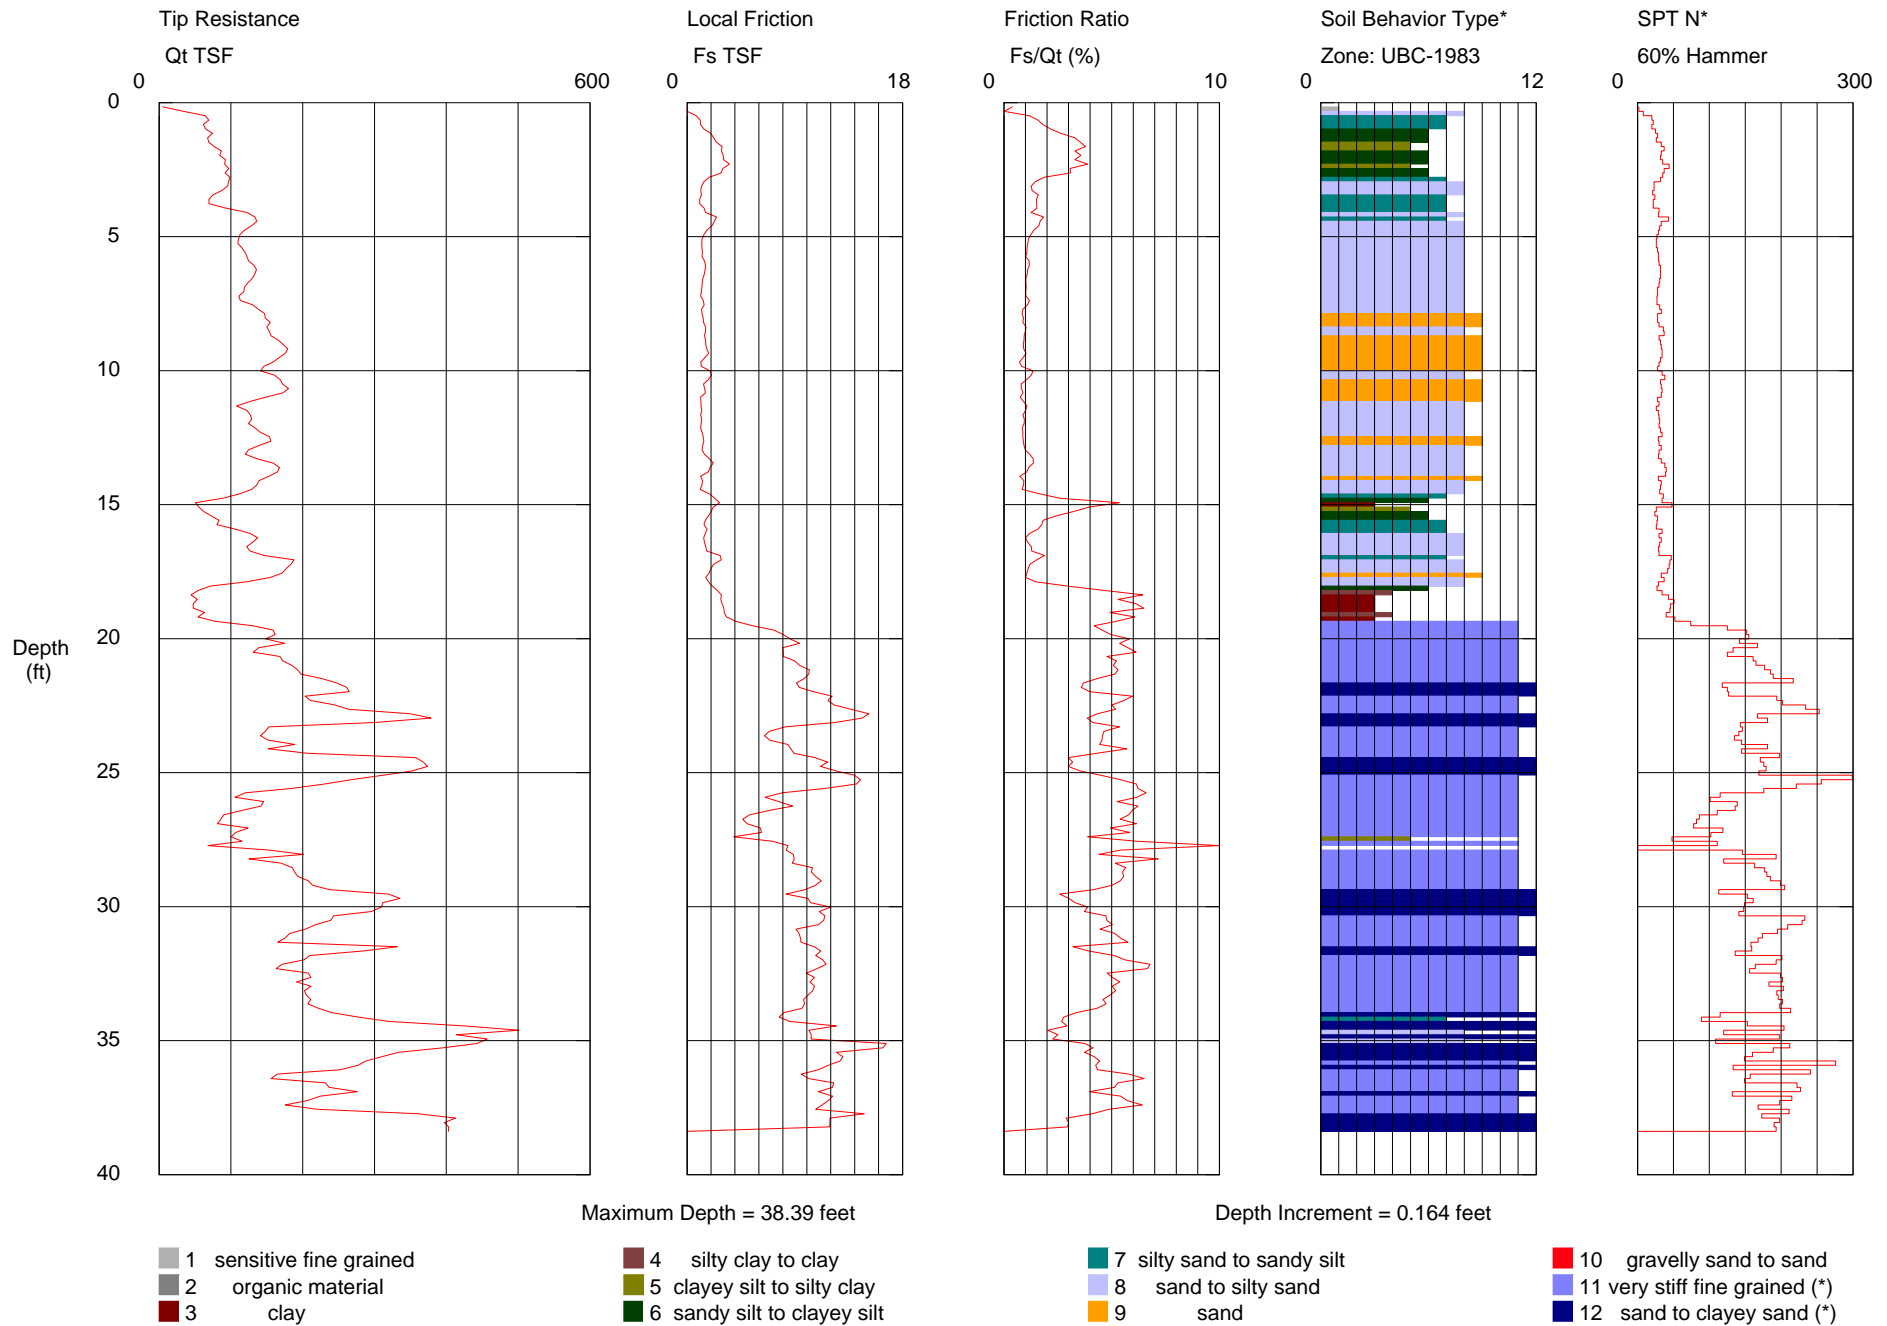 Tip Resistance Local Friction Friction Ratio Soil Behavior Type* SPT N*
Qt TSF Fs TSF Fs/Qt (%) Zone: UBC-1983 60% Hammer
0 600 0 18 0 10 0 12 0 300
0
5
10
15
20
Depth
(ft)
25
30
35
40
Maximum Depth = 38.39 feet Depth Increment = 0.164 feet
1 sensitive fine grained 4 silty clay to clay 7 silty sand to sandy silt 10 gravelly sand to sand
2 organic material 5 clayey silt to silty clay 8 sand to silty sand 11 very stiff fine grained (*)
3 clay 6 sandy silt to clayey silt 9 sand 12 sand to clayey sand (*)